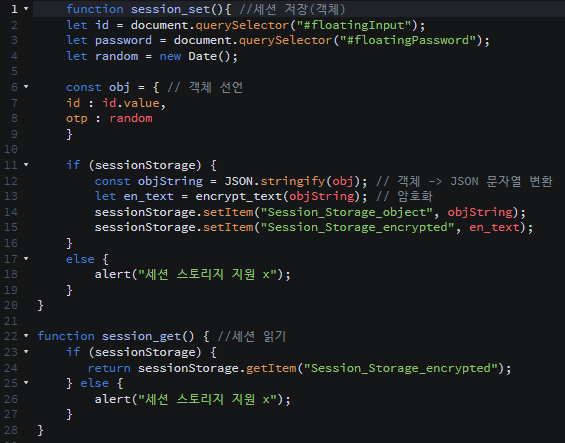 1 function session_set(){ //세션 저장(객체)
2 let id = document.querySelector("#floatingInput");
3 let password = document.querySelector("#floatingPassword");
4 let random = new Date();
5
6 const obj = { // 객체 선언
7 id : id.value,
8 otp : random
9 }
10
11 if (sessionStorage) {
12 const objString = JSON.stringify(obj); // 객체 -> JSON 문자열 변환
13 let en_text = encrypt_text(objString); // 암호화
14 sessionStorage.setItem("Session_Storage_object", objString);
15 sessionStorage.setItem("Session_Storage_encrypted", en_text);
16 }
17 else {
18 alert("세션 스토리지 지원 x");
19 }
20 }
21
22 function session_get() { //세션 읽기
23 if (sessionStorage) {
24 return sessionStorage.getItem("Session_Storage_encrypted");
25 } else {
26 alert("세션 스토리지 지원 x");
27 }
28 }